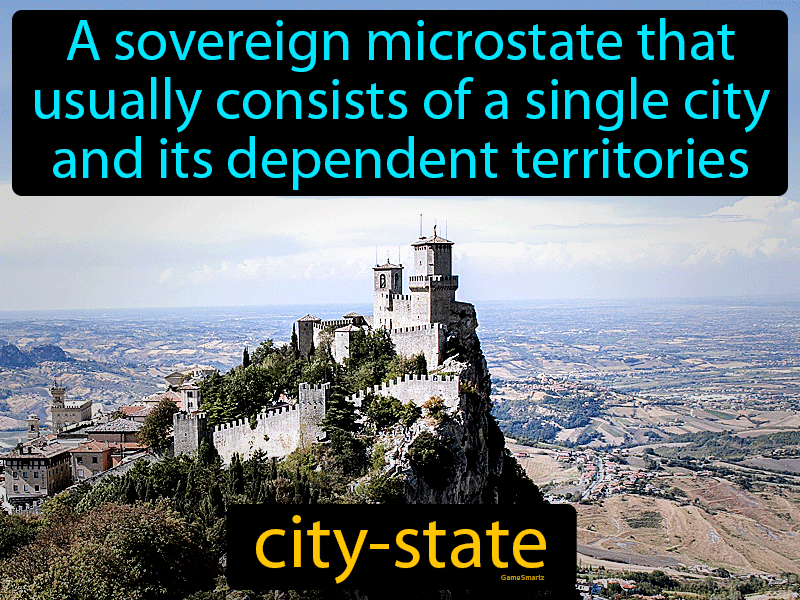 A sovereign microstate that
usually consists of a single city
and its dependent territories
city-state
GameSmartz